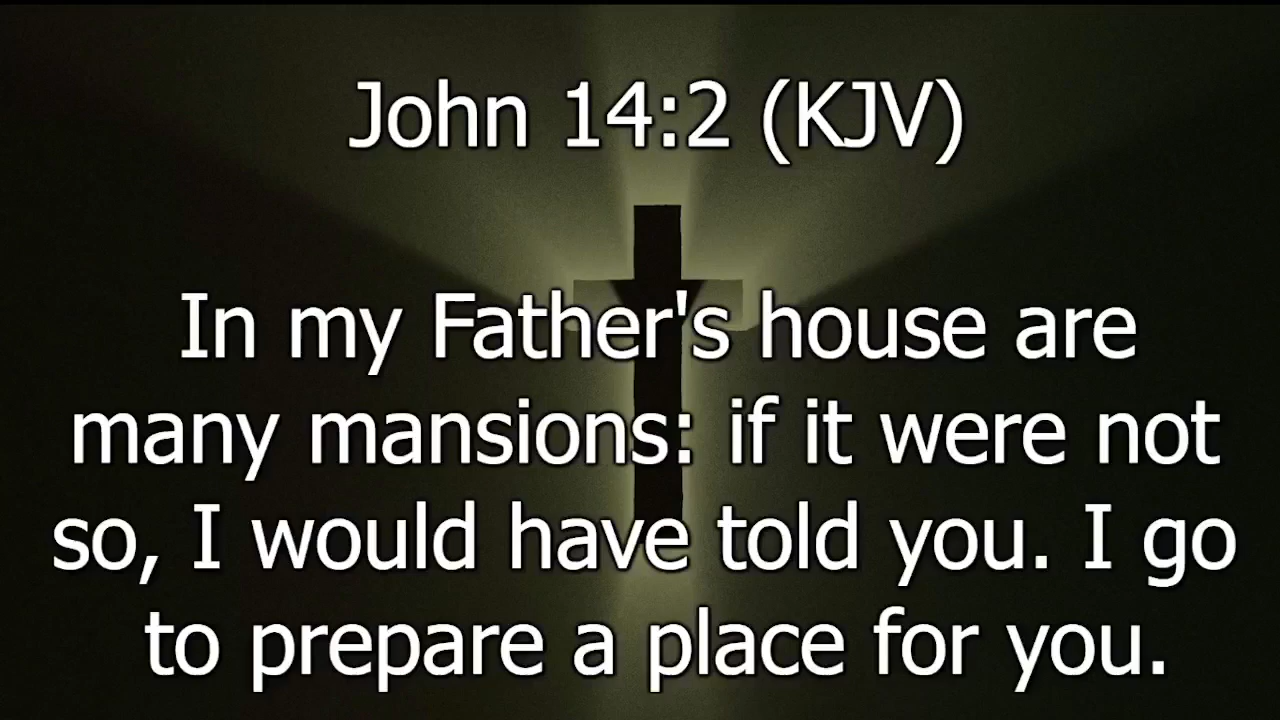 John 14:2 (KJV)
In my Father's house are
many mansions: if it were not
so, I would have told you. I go
to prepare a place for you.